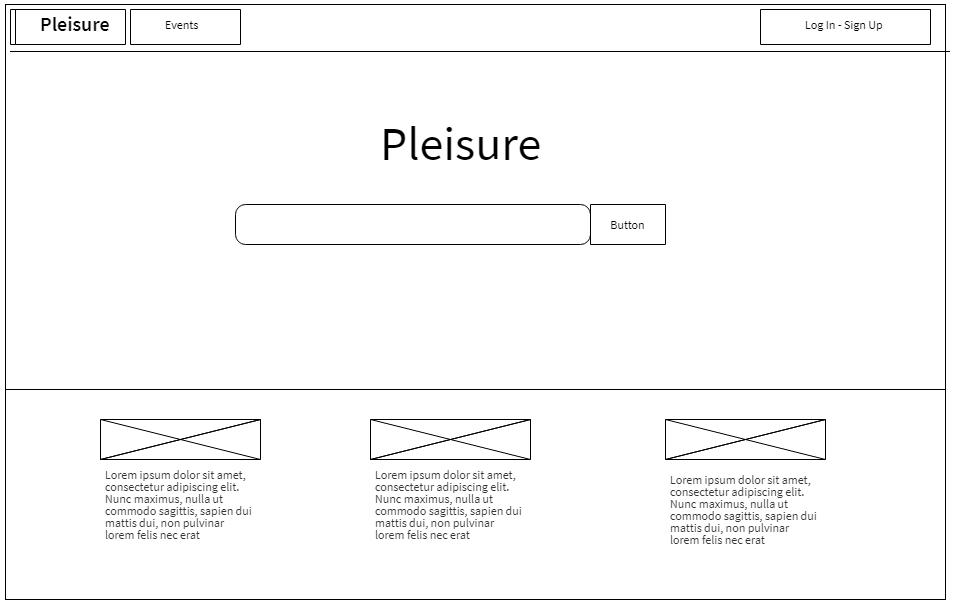 Pleisure
Events
Log In - Sign Up
Pleisure
Button
Lorem ipsum dolor sit amet,
consectetur adipiscing elit.
Nunc maximus, nulla ut
commodo sagittis, sapien dui
mattis dui, non pulvinar
lorem felis nec erat
Lorem ipsum dolor sit amet,
consectetur adipiscing elit.
Nunc maximus, nulla ut
commodo sagittis, sapien dui
mattis dui, non pulvinar
lorem felis nec erat
Lorem ipsum dolor sit amet,
consectetur adipiscing elit.
Nunc maximus, nulla ut
commodo sagittis, sapien dui
mattis dui, non pulvinar
lorem felis nec erat